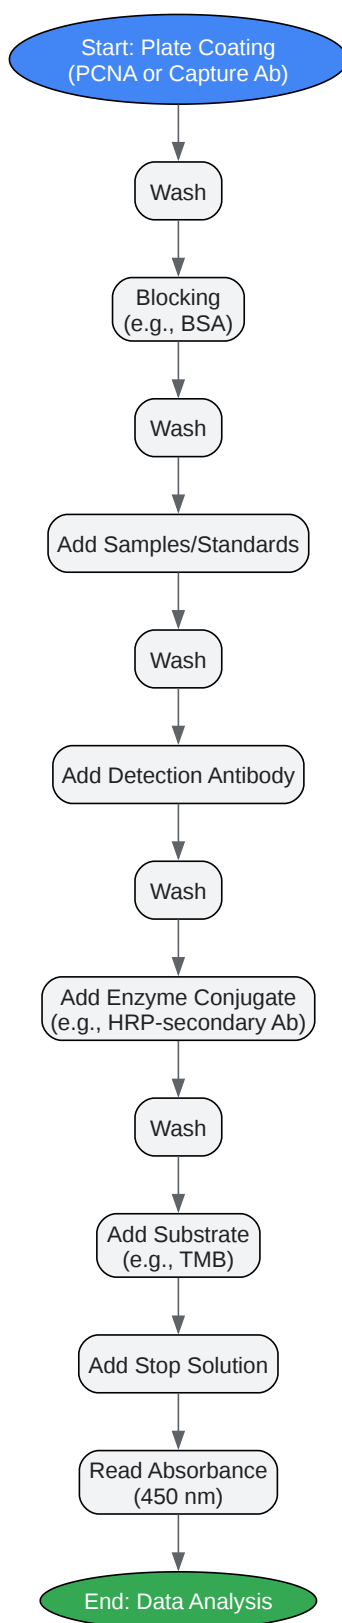 Start: Plate Coating
(PCNA or Capture Ab)
Wash
Blocking
(e.g., BSA)
Wash
Add Samples/Standards
Wash
Add Detection Antibody
Wash
Add Enzyme Conjugate
(e.g., HRP-secondary Ab)
Wash
Add Substrate
(e.g., TMB)
Add Stop Solution
Read Absorbance
(450 nm)
End: Data Analysis